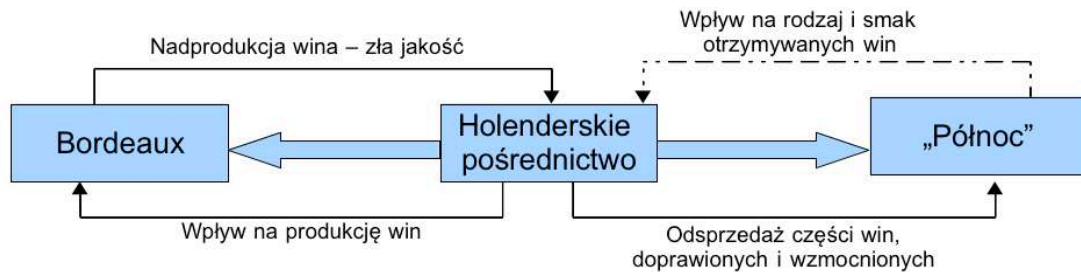 Nadprodukcja wina – zła jakość
Wpływ na rodzaj i smak
otrzymywanych win
Bordeaux
Holenderskie
pośrednictwo
„Północ”
Wpływ na produkcję win
Odsprzedaż części win,
doprawionych i wzmocnionych